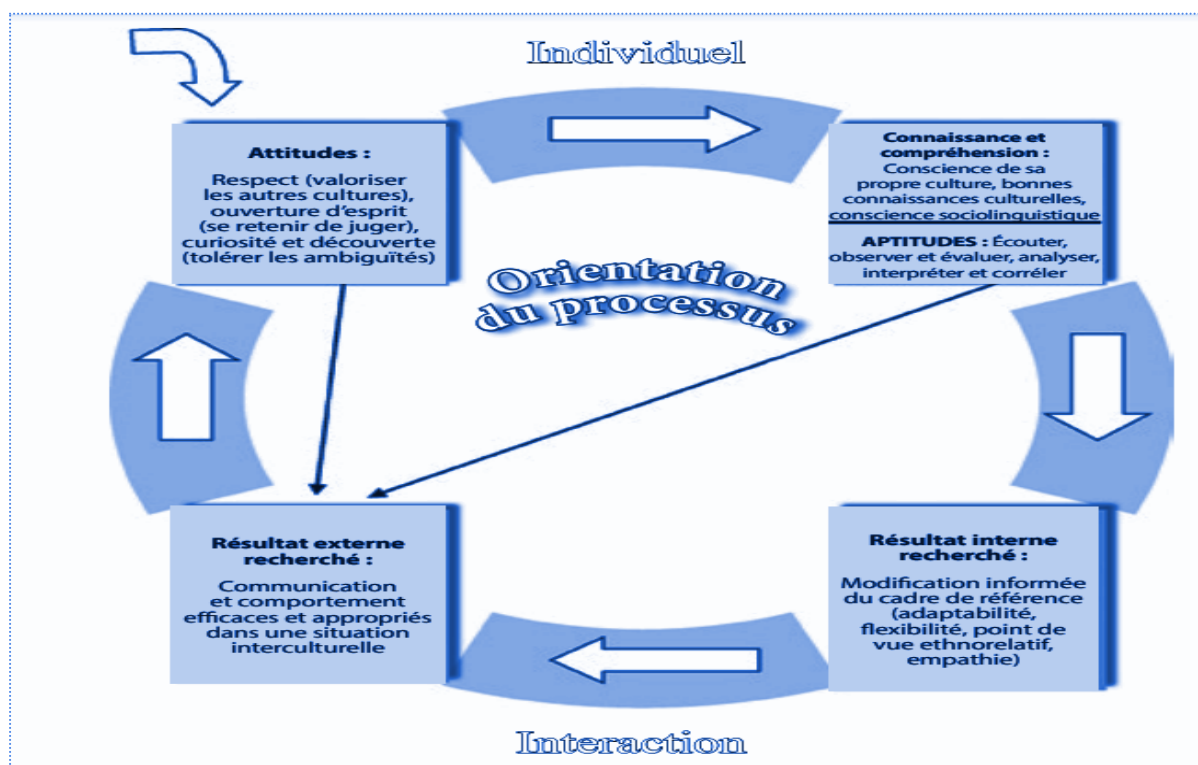 Individuel
Attitudes :
Respect (valoriser
les autres cultures),
ouverture d'esprit
(se retenir de juger),
curiosité et découverte
(tolérer les ambiguïtés)
Connaissance et
compréhension :
Conscience de sa
propre culture, bonnes
connaissances culturelles,
conscience sociolinguistique
APTITUDES : Écouter,
observer et évaluer, analyser,
interpréter et corréler
Orientation
du processus
Résultat externe
recherché :
Communication
et comportement
efficaces et appropriés
dans une situation
interculturelle
Résultat interne
recherché :
Modification informée
du cadre de référence
(adaptabilité,
flexibilité, point de
vue ethnorelatif,
empathie)
Interaction